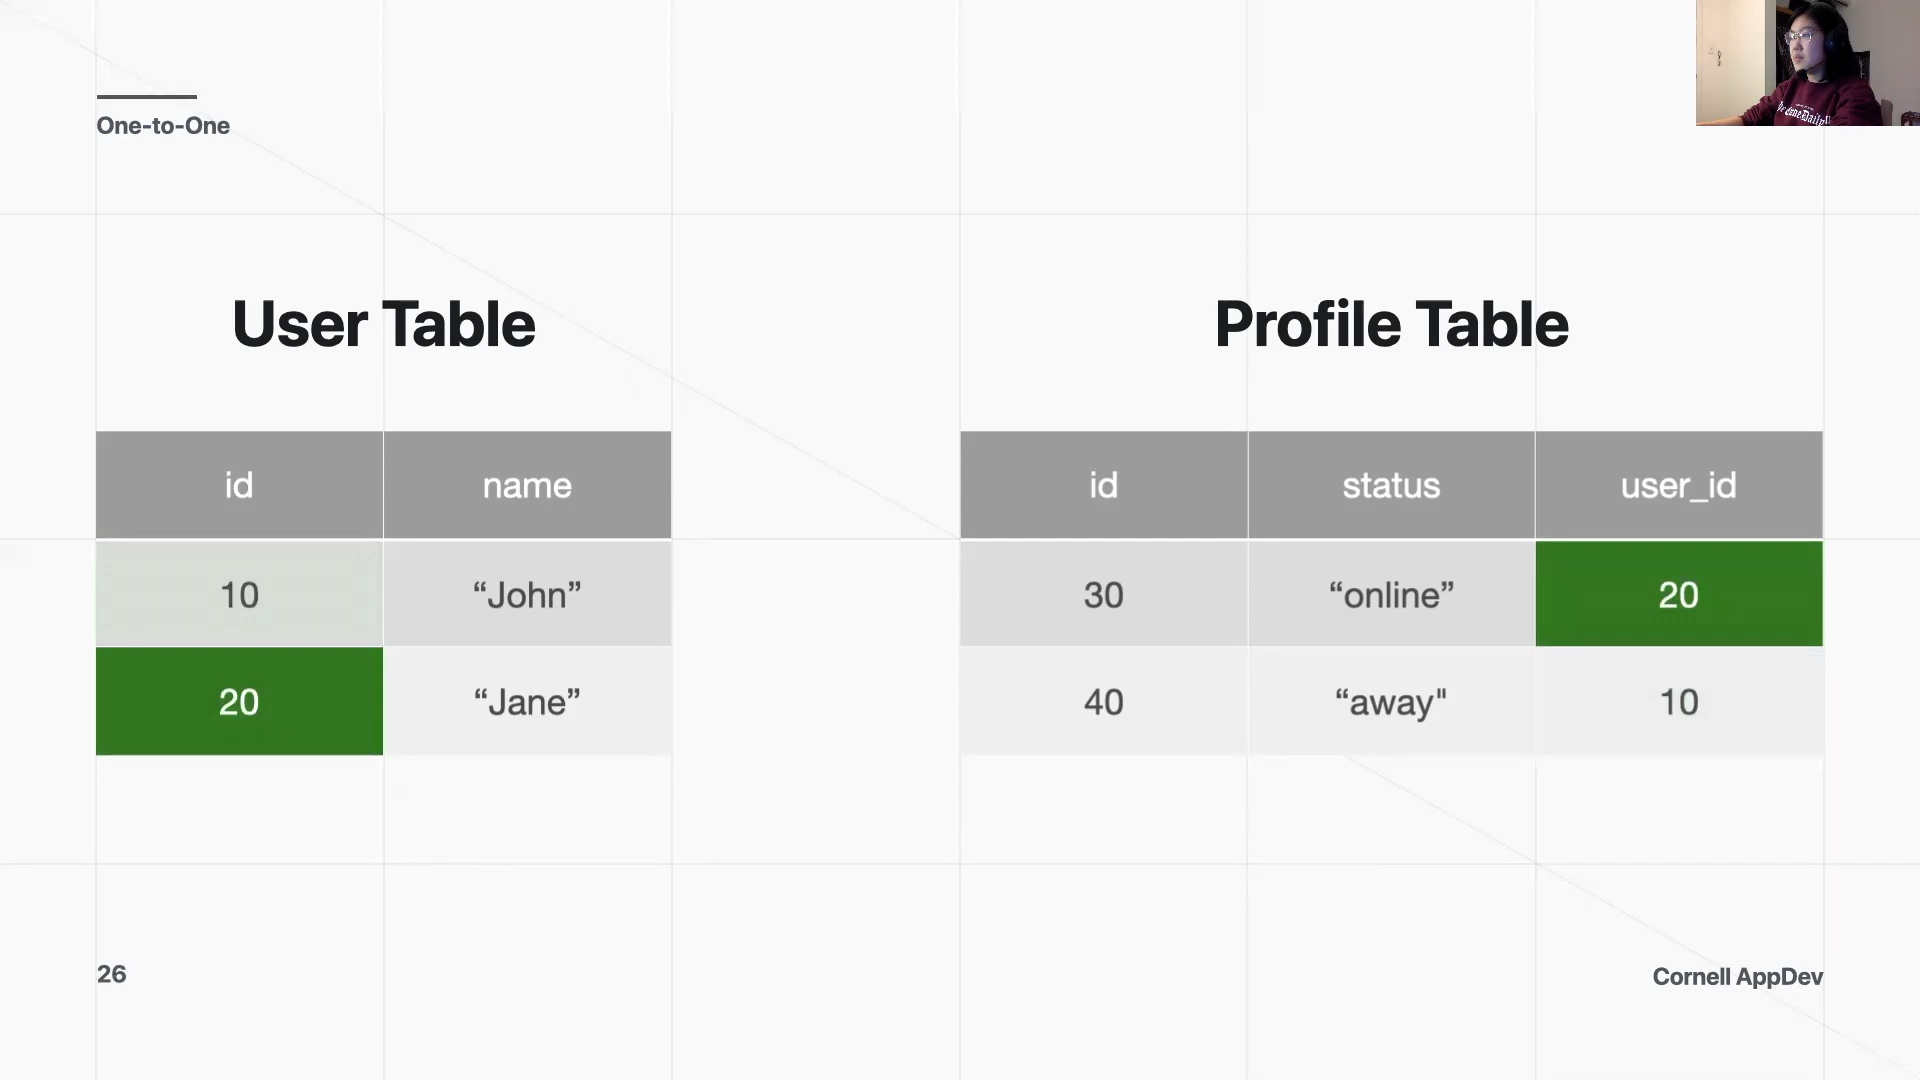 One-to-One
User Table
Profile Table
id name
10 “John”
20 “Jane”
id status user_id
30 “online” 20
40 “away" 10
26
Cornell AppDev